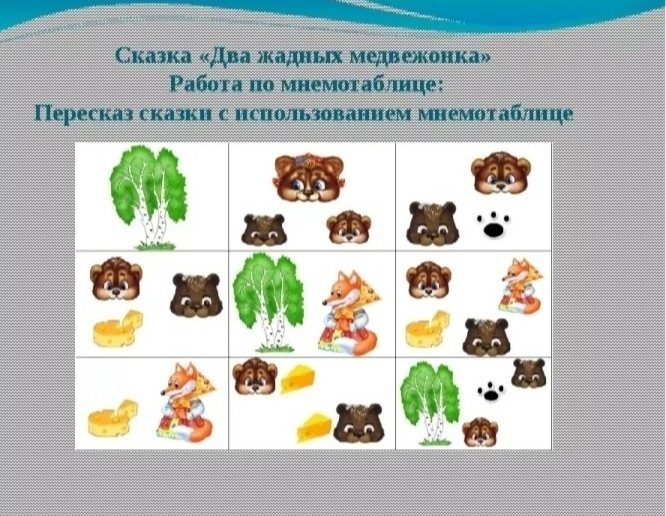 Сказка «Два жадных медвежонка»
Работа по мнемотаблице:
Пересказ сказки с использованием мнемотаблице